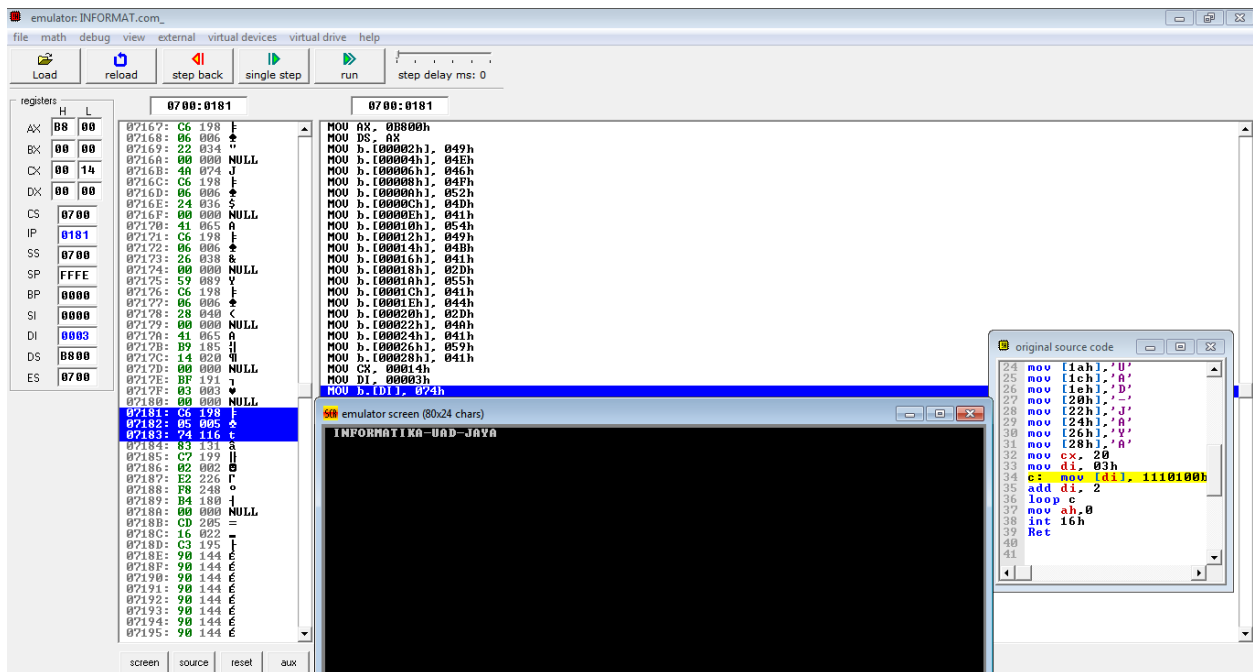 emulator: INFORMAT.com_
file math debug view external virtual devices virtual drive help
Load reload step back single step run step delay ms: 0
registers H L
0700:0181 0700:0181
AX B8 00
BX 00 00
CX 00 14
DX 00 00
CS 0700
IP 0181
SS 0700
SP FFFE
BP 0000
SI 0000
DI 0003
DS B800
ES 0700
07167: C6 198 ╞
07168: 06 006 ♠
07169: 22 034 "
0716A: 00 000 NULL
0716B: 4A 074 J
0716C: C6 198 ╞
0716D: 06 006 ♠
0716E: 24 036 $
0716F: 00 000 NULL
07170: 41 065 A
07171: C6 198 ╞
07172: 06 006 ♠
07173: 26 038 &
07174: 00 000 NULL
07175: 59 089 Y
07176: C6 198 ╞
07177: 06 006 ♠
07178: 28 040 (
07179: 00 000 NULL
0717A: 41 065 A
0717B: B9 185 ╣
0717C: 14 020 ¶
0717D: 00 000 NULL
0717E: BF 191 ┐
0717F: 03 003 ♥
07180: 00 000 NULL
07181: C6 198 ╞
07182: 05 005 ♣
07183: 74 116 t
07184: 83 131 â
07185: C7 199 ╟
07186: 02 002 ☻
07187: E2 226 Γ
07188: F8 248 °
07189: B4 180 ┤
0718A: 00 000 NULL
0718B: CD 205 =
0718C: 16 022 ▬
0718D: C3 195 ├
0718E: 90 144 É
0718F: 90 144 É
07190: 90 144 É
07191: 90 144 É
07192: 90 144 É
07193: 90 144 É
07194: 90 144 É
07195: 90 144 É
MOV AX, 0B800h
MOV DS, AX
MOV b.[00002h], 049h
MOV b.[00004h], 04Eh
MOV b.[00006h], 046h
MOV b.[00008h], 04Fh
MOV b.[0000Ah], 052h
MOV b.[0000Ch], 04Dh
MOV b.[0000Eh], 041h
MOV b.[00010h], 054h
MOV b.[00012h], 049h
MOV b.[00014h], 04Bh
MOV b.[00016h], 041h
MOV b.[00018h], 02Dh
MOV b.[0001Ah], 055h
MOV b.[0001Ch], 041h
MOV b.[0001Eh], 044h
MOV b.[00020h], 02Dh
MOV b.[00022h], 04Ah
MOV b.[00024h], 041h
MOV b.[00026h], 059h
MOV b.[00028h], 041h
MOV CX, 00014h
MOV DI, 00003h
MOV b.[DI], 074h
emulator screen (80x24 chars)
INFORMATIKA-UAD-JAYA
original source code
24 mov [1ah],'U'
25 mov [1ch],'A'
26 mov [1eh],'D'
27 mov [20h],'-'
28 mov [22h],'J'
29 mov [24h],'A'
30 mov [26h],'Y'
31 mov [28h],'A'
32 mov cx, 20
33 mov di, 03h
34 c: mov [di], 1110100b
35 add di, 2
36 loop c
37 mov ah,0
38 int 16h
39 Ret
40
41
screen source reset aux